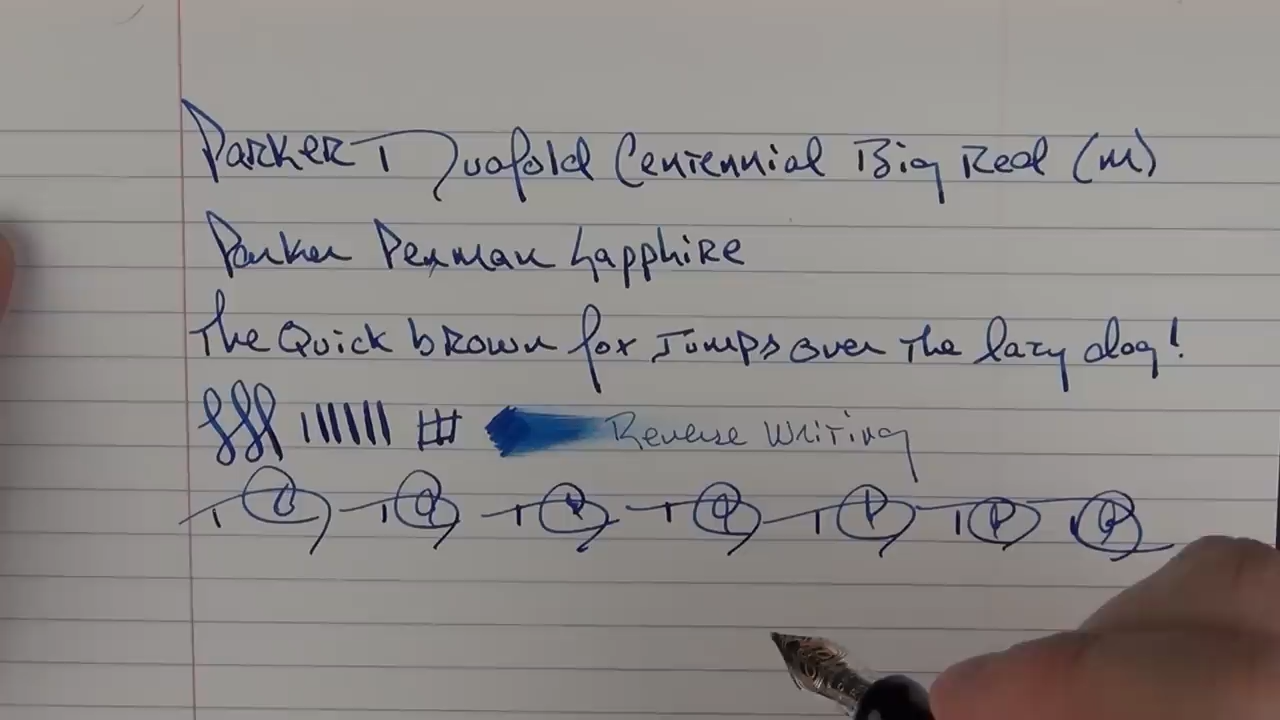 Parker Duofold Centennial Big Red (M)
Parker Penman Sapphire
The Quick brown fox Jumps over the lazy dog!
Reverse Writing